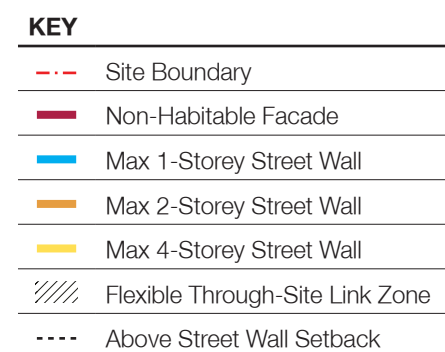 KEY
Site Boundary
Non-Habitable Facade
Max 1-Storey Street Wall
Max 2-Storey Street Wall
Max 4-Storey Street Wall
Flexible Through-Site Link Zone
Above Street Wall Setback